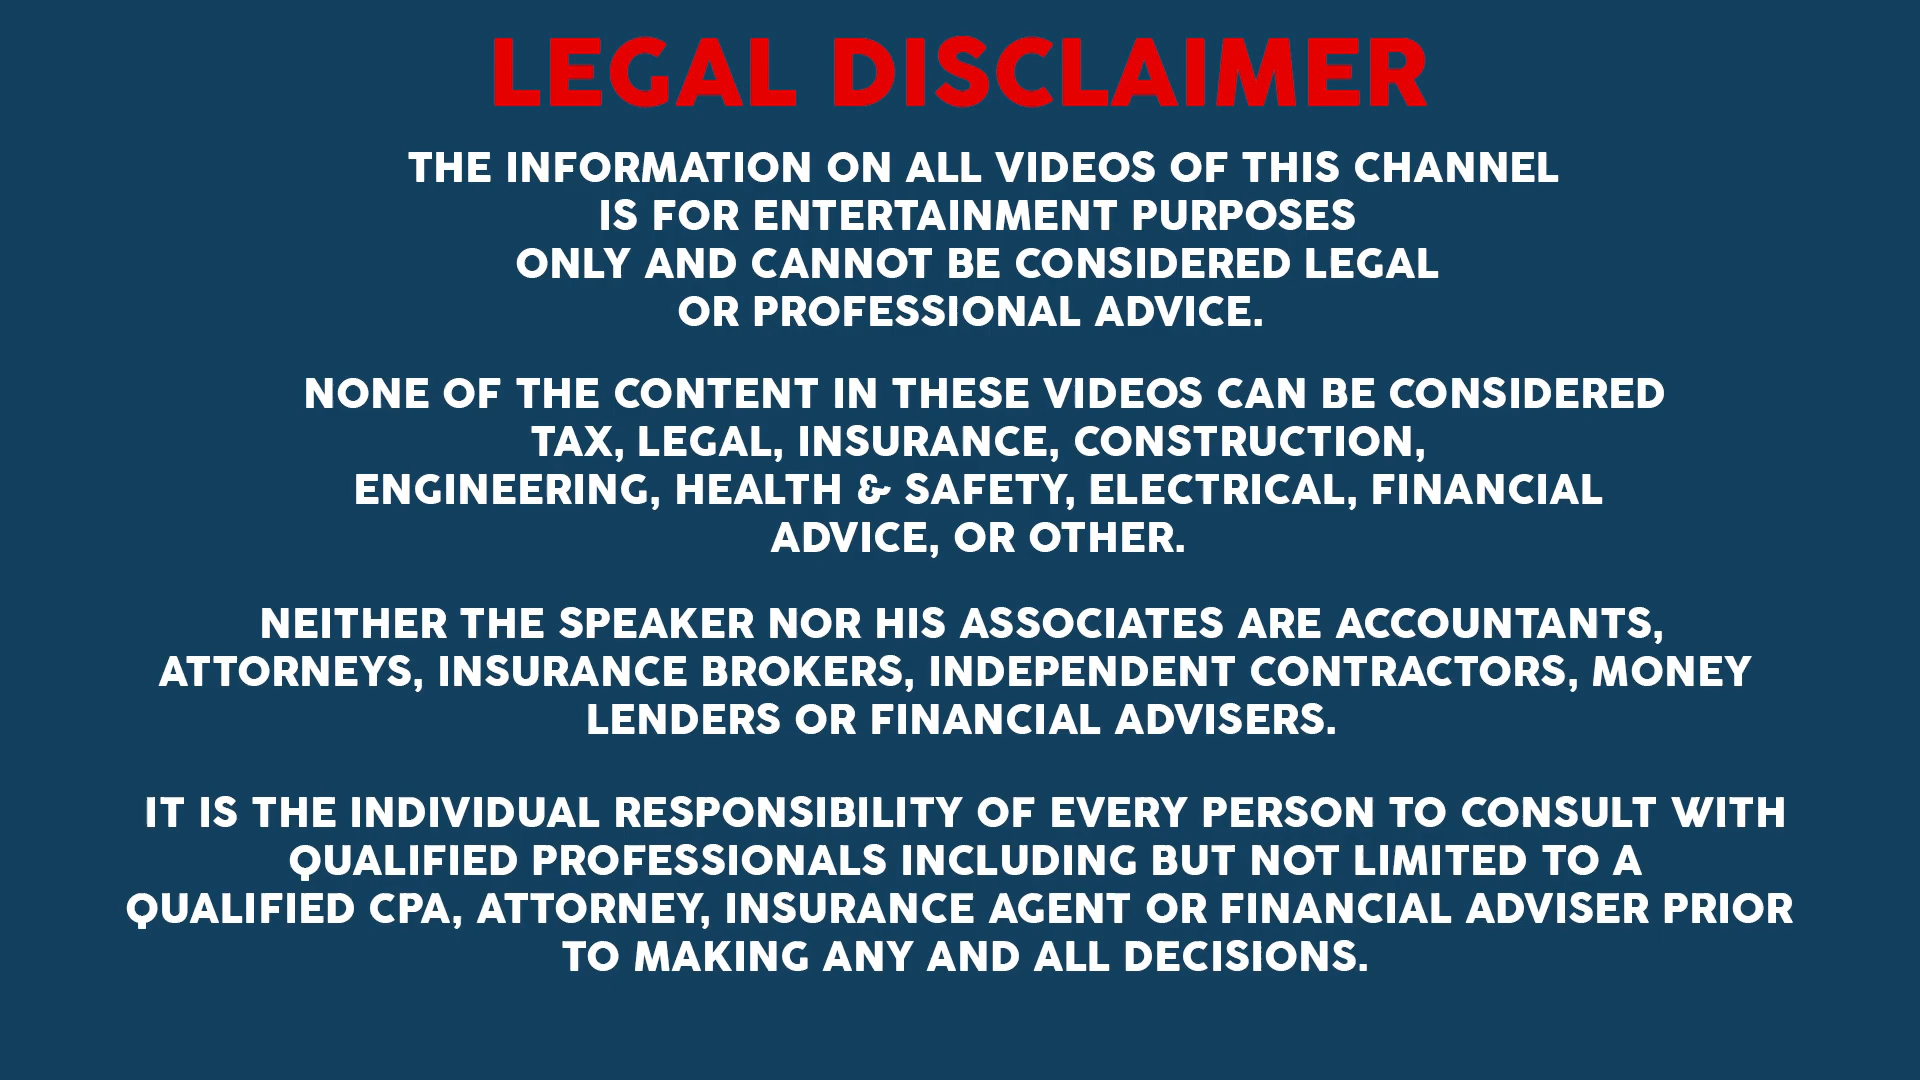 LEGAL DISCLAIMER
THE INFORMATION ON ALL VIDEOS OF THIS CHANNEL
IS FOR ENTERTAINMENT PURPOSES
ONLY AND CANNOT BE CONSIDERED LEGAL
OR PROFESSIONAL ADVICE.
NONE OF THE CONTENT IN THESE VIDEOS CAN BE CONSIDERED
TAX, LEGAL, INSURANCE, CONSTRUCTION,
ENGINEERING, HEALTH & SAFETY, ELECTRICAL, FINANCIAL
ADVICE, OR OTHER.
NEITHER THE SPEAKER NOR HIS ASSOCIATES ARE ACCOUNTANTS,
ATTORNEYS, INSURANCE BROKERS, INDEPENDENT CONTRACTORS, MONEY
LENDERS OR FINANCIAL ADVISERS.
IT IS THE INDIVIDUAL RESPONSIBILITY OF EVERY PERSON TO CONSULT WITH
QUALIFIED PROFESSIONALS INCLUDING BUT NOT LIMITED TO A
QUALIFIED CPA, ATTORNEY, INSURANCE AGENT OR FINANCIAL ADVISER PRIOR
TO MAKING ANY AND ALL DECISIONS.